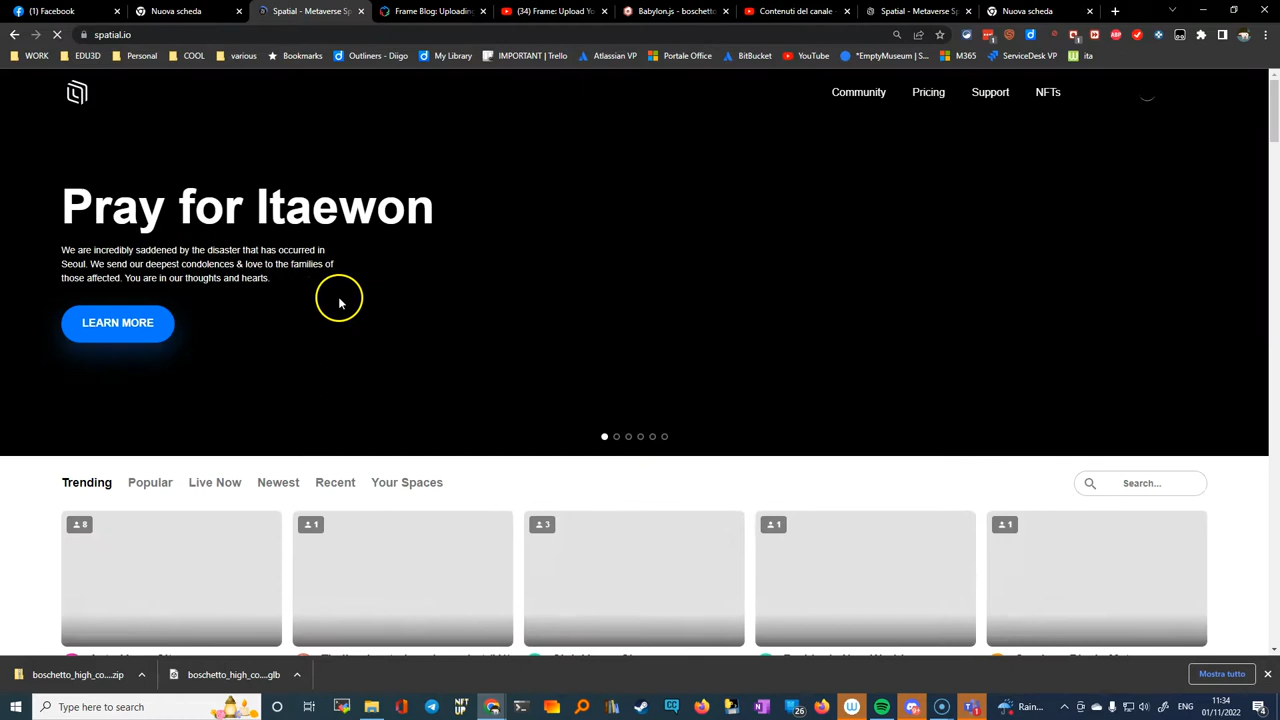 (1) Facebook
Nuova scheda
Spatial - Metaverse Sp
Frame Blog: Uploading
(34) Frame: Upload Yo
Babylon.js - boschetto
Contenuti del canale -
Spatial - Metaverse Sp
Nuova scheda
spatial.io
WORK
EDU3D
Personal
COOL
various
Bookmarks
Outliners - Diigo
My Library
IMPORTANT | Trello
Atlassian VP
Portale Office
BitBucket
YouTube
*EmptyMuseum | S...
M365
ServiceDesk VP
ita
Community
Pricing
Support
NFTs
Pray for Itaewon
We are incredibly saddened by the disaster that has occurred in
Seoul. We send our deepest condolences & love to the families of
those affected. You are in our thoughts and hearts.
LEARN MORE
Trending
Popular
Live Now
Newest
Recent
Your Spaces
Search...
8
1
3
1
1
boschetto_high_co....zip
boschetto_high_co....glb
Mostra tutto
Type here to search
NFT
UP
26
Rain...
ENG
11:34
01/11/2022